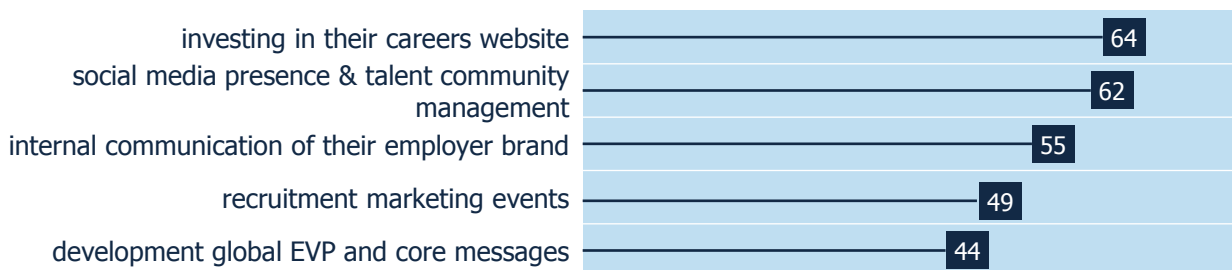 investing in their careers website 64
social media presence & talent community
management 62
internal communication of their employer brand 55
recruitment marketing events 49
development global EVP and core messages 44